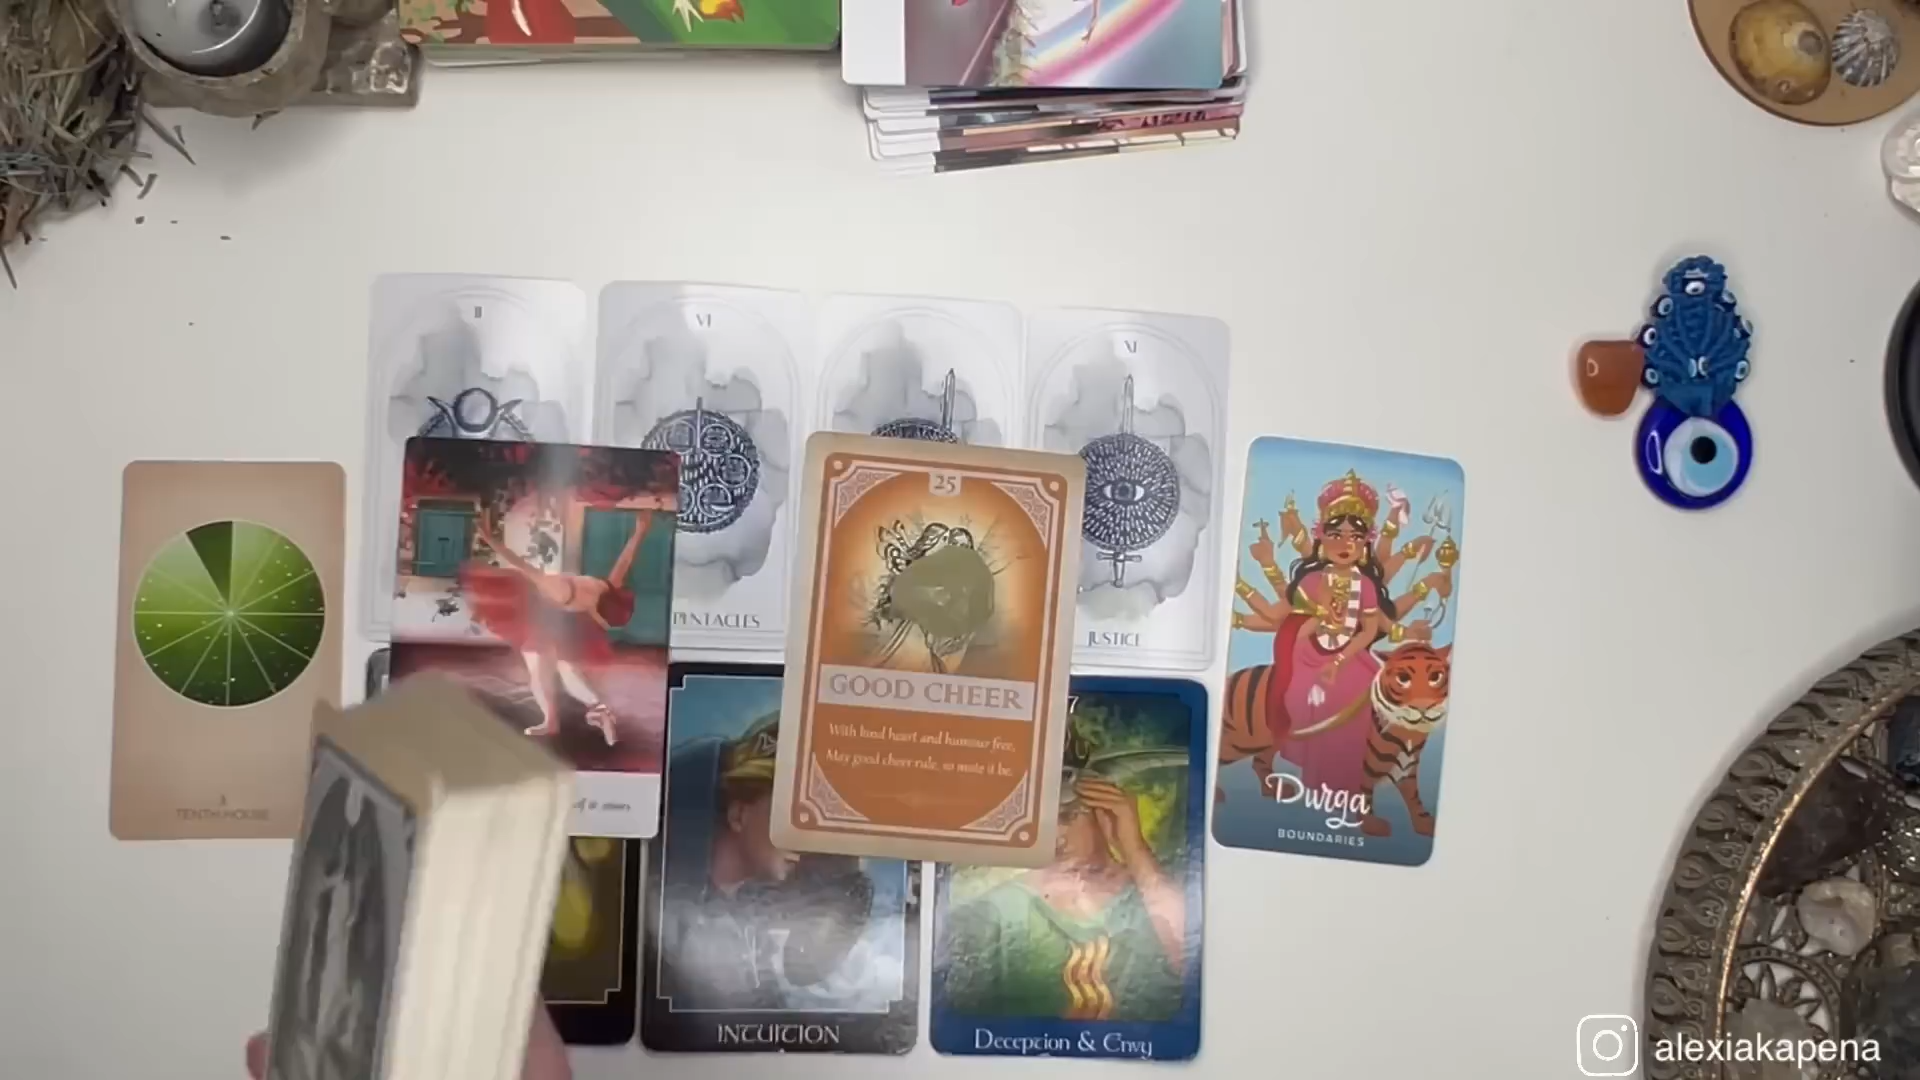 II
VI
XI
25
PENTACLES
JUSTICE
GOOD CHEER
With kind heart and humour free,
May good cheer rule, so mote it be.
TENTH HOUSE
Durga
BOUNDARIES
7
INTUITION
Deception & Envy
alexiakapena